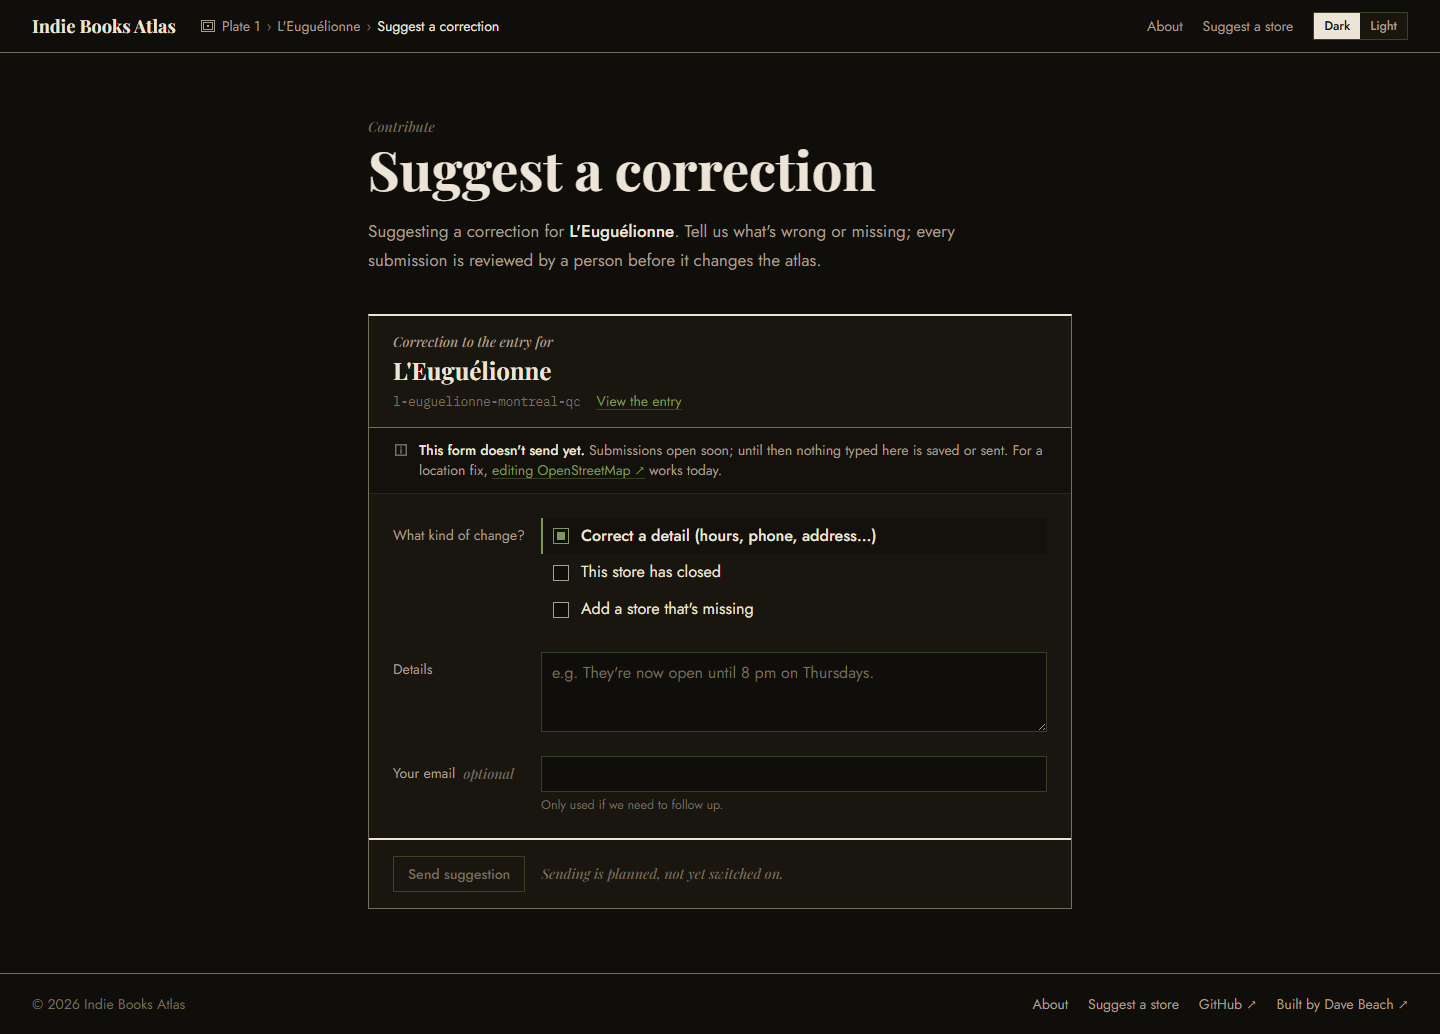 Indie Books Atlas
Plate 1 › L'Euguélionne › Suggest a correction
About
Suggest a store
Dark
Light
Contribute
Suggest a correction
Suggesting a correction for L'Euguélionne. Tell us what's wrong or missing; every
submission is reviewed by a person before it changes the atlas.
Correction to the entry for
L'Euguélionne
l-euguelionne-montreal-qc View the entry
This form doesn't send yet. Submissions open soon; until then nothing typed here is saved or sent. For a
location fix, editing OpenStreetMap ↗ works today.
What kind of change?
Correct a detail (hours, phone, address…)
This store has closed
Add a store that's missing
Details
e.g. They're now open until 8 pm on Thursdays.
Your email optional
Only used if we need to follow up.
Send suggestion
Sending is planned, not yet switched on.
© 2026 Indie Books Atlas
About
Suggest a store
GitHub ↗
Built by Dave Beach ↗